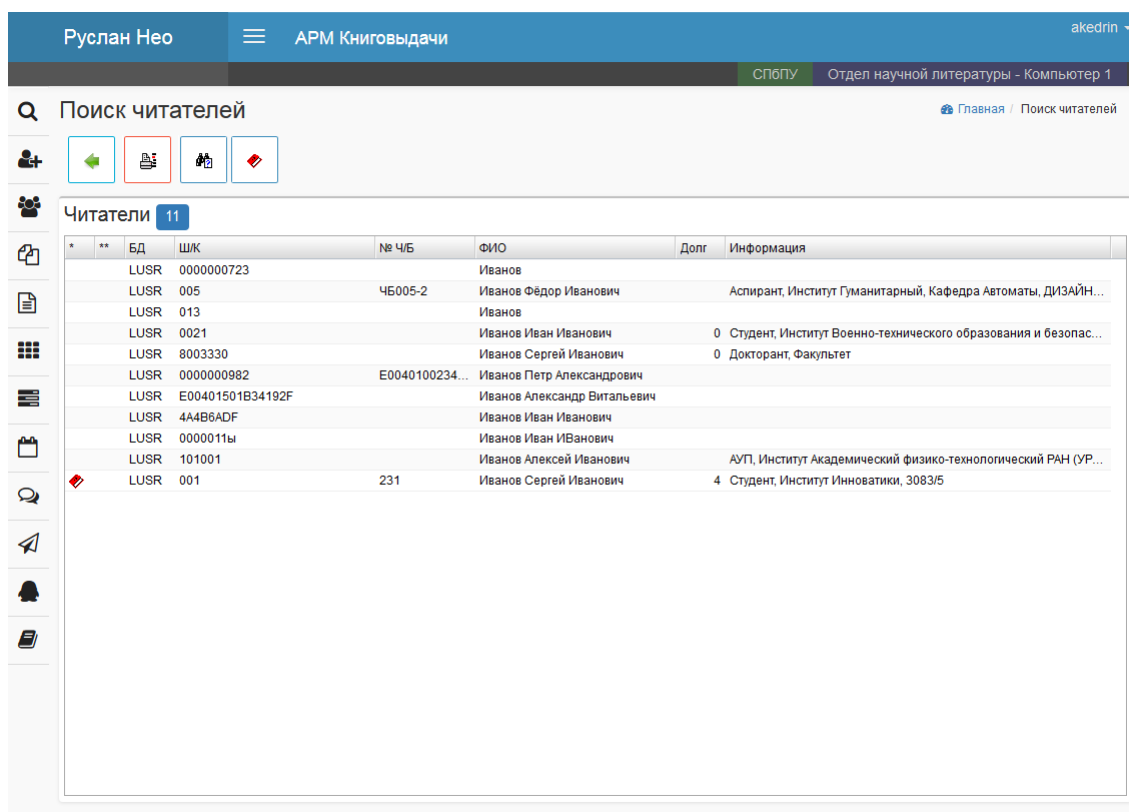 Руслан Нео АРМ Книговыдачи akedrin
СПбПУ Отдел научной литературы - Компьютер 1
Поиск читателей Главная / Поиск читателей
Читатели 11
* ** БД Ш/К № Ч/Б ФИО Долг Информация
LUSR 0000000723 Иванов
LUSR 005 ЧБ005-2 Иванов Фёдор Иванович Аспирант, Институт Гуманитарный, Кафедра Автоматы, ДИЗАЙН...
LUSR 013 Иванов
LUSR 0021 Иванов Иван Иванович 0 Студент, Институт Военно-технического образования и безопас...
LUSR 8003330 Иванов Сергей Иванович 0 Докторант, Факультет
LUSR 0000000982 E0040100234... Иванов Петр Александрович
LUSR E00401501B34192F Иванов Александр Витальевич
LUSR 4A4B6ADF Иванов Иван Иванович
LUSR 0000011ы Иванов Иван ИВанович
LUSR 101001 Иванов Алексей Иванович АУП, Институт Академический физико-технологический РАН (УР...
LUSR 001 231 Иванов Сергей Иванович 4 Студент, Институт Инноватики, 3083/5